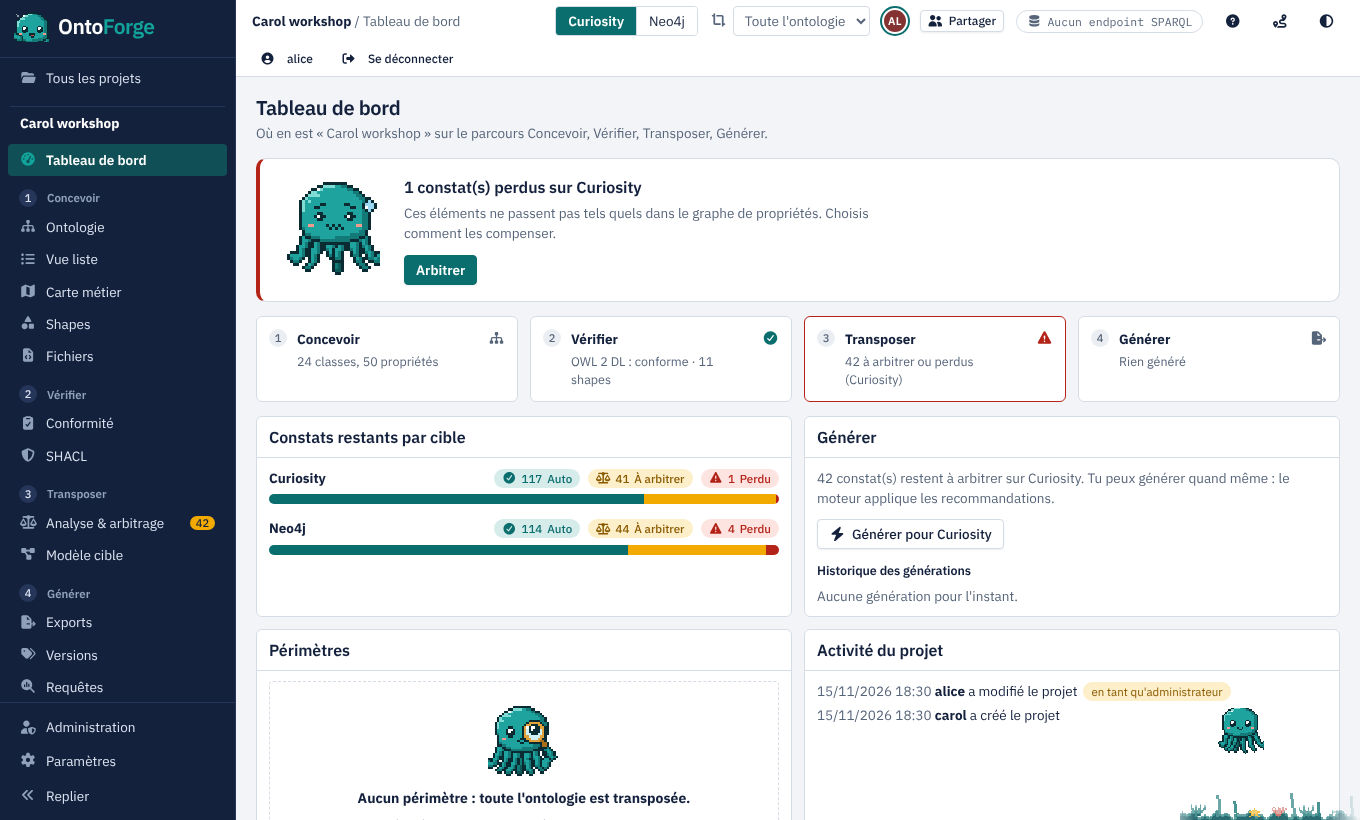 OntoForge
Tous les projets
Carol workshop
Tableau de bord
1 Concevoir
Ontologie
Vue liste
Carte métier
Shapes
Fichiers
2 Vérifier
Conformité
SHACL
3 Transposer
Analyse & arbitrage 42
Modèle cible
4 Générer
Exports
Versions
Requêtes
Administration
Paramètres
Replier
Carol workshop / Tableau de bord
Curiosity Neo4j
Toute l'ontologie
AL
Partager
Aucun endpoint SPARQL
alice
Se déconnecter
Tableau de bord
Où en est « Carol workshop » sur le parcours Concevoir, Vérifier, Transposer, Générer.
1 constat(s) perdus sur Curiosity
Ces éléments ne passent pas tels quels dans le graphe de propriétés. Choisis
comment les compenser.
Arbitrer
1 Concevoir
24 classes, 50 propriétés
2 Vérifier
OWL 2 DL : conforme · 11
shapes
3 Transposer
42 à arbitrer ou perdus
(Curiosity)
4 Générer
Rien généré
Constats restants par cible
Curiosity 117 Auto 41 À arbitrer 1 Perdu
Neo4j 114 Auto 44 À arbitrer 4 Perdu
Générer
42 constat(s) restent à arbitrer sur Curiosity. Tu peux générer quand même : le
moteur applique les recommandations.
Générer pour Curiosity
Historique des générations
Aucune génération pour l'instant.
Périmètres
Aucun périmètre : toute l'ontologie est transposée.
Activité du projet
15/11/2026 18:30 alice a modifié le projet en tant qu'administrateur
15/11/2026 18:30 carol a créé le projet